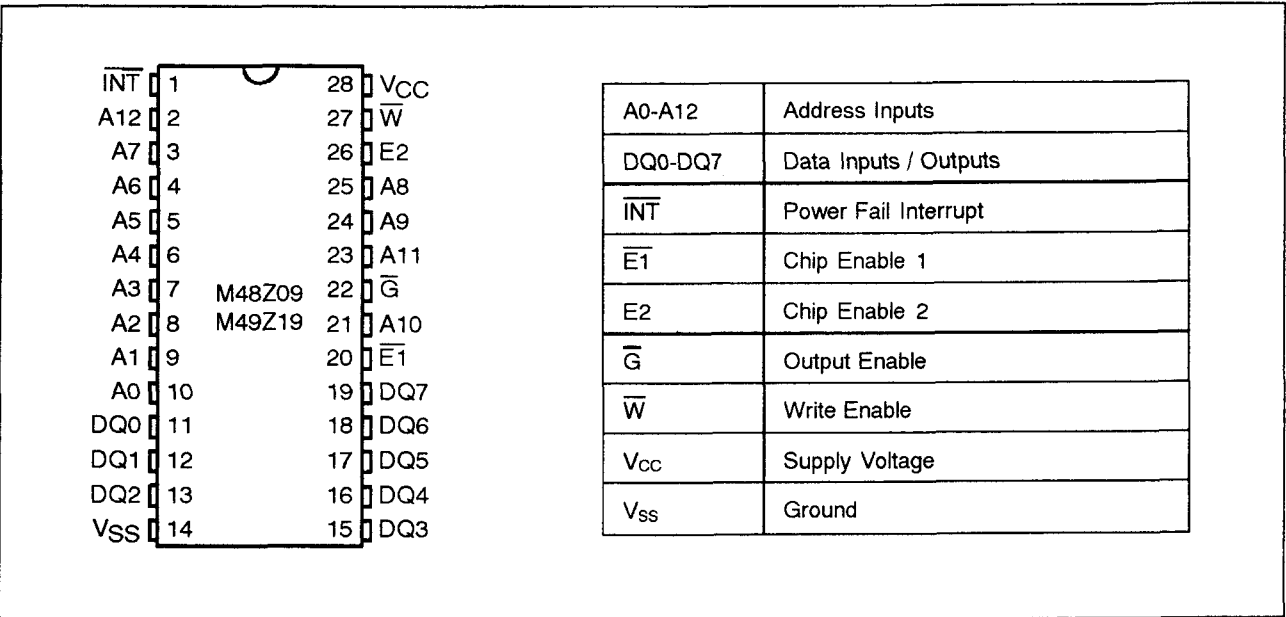 I̅N̅T̅ 1 28 VCC
A12 2 27 W̅
A7 3 26 E2
A6 4 25 A8
A5 5 24 A9
A4 6 23 A11
A3 7 M48Z09 22 G̅
A2 8 M49Z19 21 A10
A1 9 20 E̅1̅
A0 10 19 DQ7
DQ0 11 18 DQ6
DQ1 12 17 DQ5
DQ2 13 16 DQ4
VSS 14 15 DQ3
A0-A12 Address Inputs
DQ0-DQ7 Data Inputs / Outputs
I̅N̅T̅ Power Fail Interrupt
E̅1̅ Chip Enable 1
E2 Chip Enable 2
G̅ Output Enable
W̅ Write Enable
VCC Supply Voltage
VSS Ground